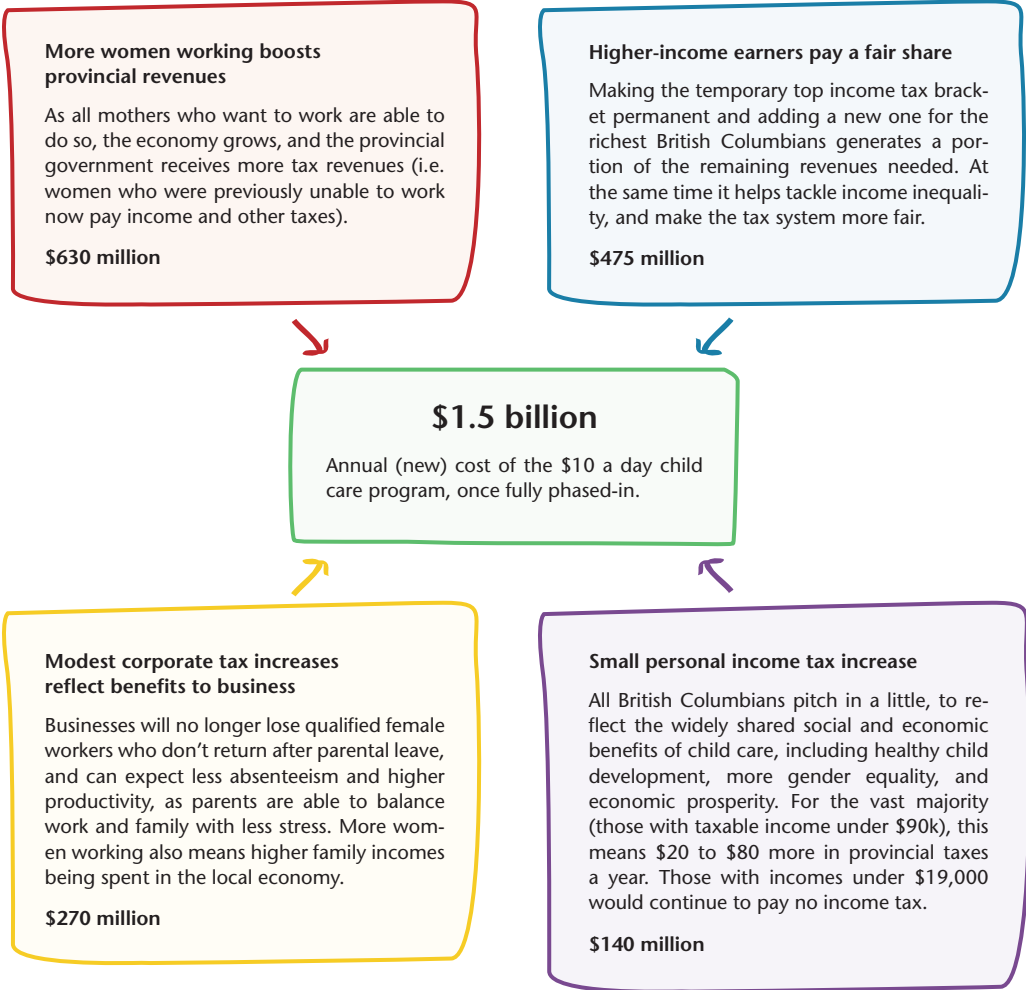 More women working boosts
provincial revenues
As all mothers who want to work are able to
do so, the economy grows, and the provincial
government receives more tax revenues (i.e.
women who were previously unable to work
now pay income and other taxes).
$630 million
Higher-income earners pay a fair share
Making the temporary top income tax brack-
et permanent and adding a new one for the
richest British Columbians generates a por-
tion of the remaining revenues needed. At
the same time it helps tackle income inequali-
ty, and make the tax system more fair.
$475 million
$1.5 billion
Annual (new) cost of the $10 a day child
care program, once fully phased-in.
Modest corporate tax increases
reflect benefits to business
Businesses will no longer lose qualified female
workers who don’t return after parental leave,
and can expect less absenteeism and higher
productivity, as parents are able to balance
work and family with less stress. More wom-
en working also means higher family incomes
being spent in the local economy.
$270 million
Small personal income tax increase
All British Columbians pitch in a little, to re-
flect the widely shared social and economic
benefits of child care, including healthy child
development, more gender equality, and
economic prosperity. For the vast majority
(those with taxable income under $90k), this
means $20 to $80 more in provincial taxes
a year. Those with incomes under $19,000
would continue to pay no income tax.
$140 million